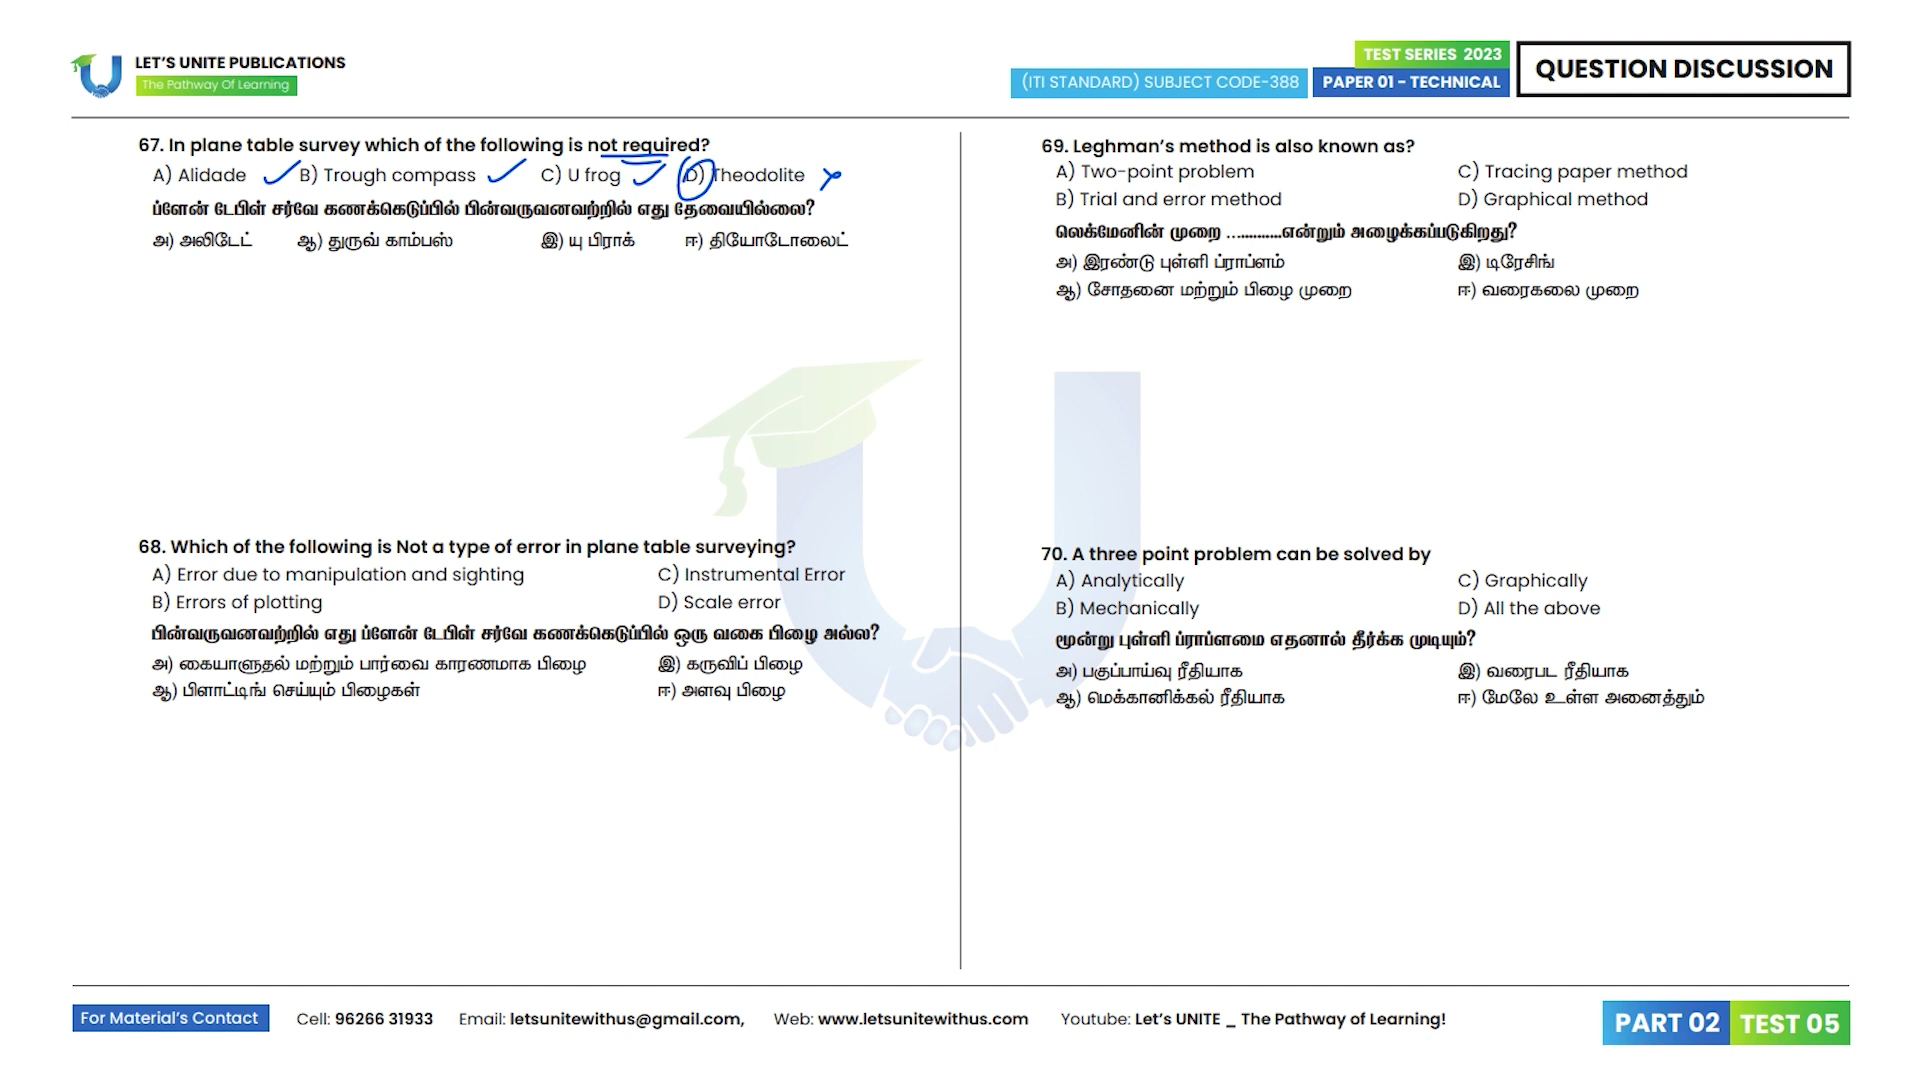 LET'S UNITE PUBLICATIONS
The Pathway Of Learning
TEST SERIES 2023
(ITI STANDARD) SUBJECT CODE-388
PAPER 01 - TECHNICAL
QUESTION DISCUSSION
67. In plane table survey which of the following is not required?
A) Alidade B) Trough compass C) U frog D) Theodolite
ப்ளேன் டேபிள் சர்வே கணக்கெடுப்பில் பின்வருவனவற்றில் எது தேவையில்லை?
அ) அலிடேட் ஆ) துருவ் காம்பஸ் இ) யு பிராக் ஈ) தியோடோலைட்
68. Which of the following is Not a type of error in plane table surveying?
A) Error due to manipulation and sighting C) Instrumental Error
B) Errors of plotting D) Scale error
பின்வருவனவற்றில் எது ப்ளேன் டேபிள் சர்வே கணக்கெடுப்பில் ஒரு வகை பிழை அல்ல?
அ) கையாளுதல் மற்றும் பார்வை காரணமாக பிழை இ) கருவிப் பிழை
ஆ) பிளாட்டிங் செய்யும் பிழைகள் ஈ) அளவு பிழை
69. Leghman's method is also known as?
A) Two-point problem C) Tracing paper method
B) Trial and error method D) Graphical method
லெக்மேனின் முறை ............என்றும் அழைக்கப்படுகிறது?
அ) இரண்டு புள்ளி ப்ராப்ளம் இ) டிரேசிங்
ஆ) சோதனை மற்றும் பிழை முறை ஈ) வரைகலை முறை
70. A three point problem can be solved by
A) Analytically C) Graphically
B) Mechanically D) All the above
மூன்று புள்ளி ப்ராப்ளமை எதனால் தீர்க்க முடியும்?
அ) பகுப்பாய்வு ரீதியாக இ) வரைபட ரீதியாக
ஆ) மெக்கானிக்கல் ரீதியாக ஈ) மேலே உள்ள அனைத்தும்
For Material's Contact Cell: 96266 31933 Email: letsunitewithus@gmail.com, Web: www.letsunitewithus.com Youtube: Let's UNITE _ The Pathway of Learning!
PART 02 TEST 05